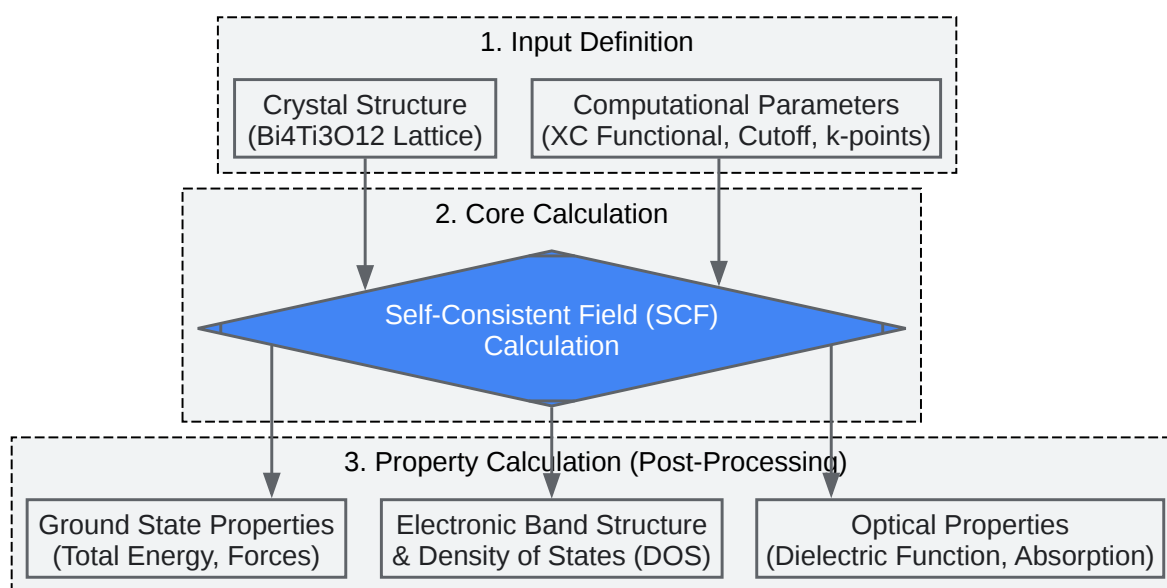 1. Input Definition
Crystal Structure
(Bi4Ti3O12 Lattice)
Computational Parameters
(XC Functional, Cutoff, k-points)
2. Core Calculation
Self-Consistent Field (SCF)
Calculation
3. Property Calculation (Post-Processing)
Ground State Properties
(Total Energy, Forces)
Electronic Band Structure
& Density of States (DOS)
Optical Properties
(Dielectric Function, Absorption)